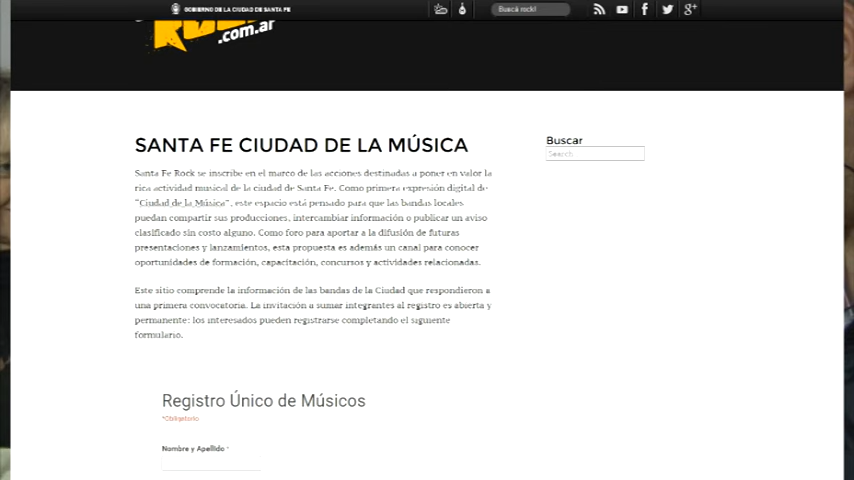 GOBIERNO DE LA CIUDAD DE SANTA FE
Buscá rock!
.com.ar
SANTA FE CIUDAD DE LA MÚSICA
Santa Fe Rock se inscribe en el marco de las acciones destinadas a poner en valor la
rica actividad musical de la ciudad de Santa Fe. Como primera expresión digital de
"Ciudad de la Música", este espacio está pensado para que las bandas locales
puedan compartir sus producciones, intercambiar información o publicar un aviso
clasificado sin costo alguno. Como foro para aportar a la difusión de futuras
presentaciones y lanzamientos, esta propuesta es además un canal para conocer
oportunidades de formación, capacitación, concursos y actividades relacionadas.
Este sitio comprende la información de las bandas de la Ciudad que respondieron a
una primera convocatoria. La invitación a sumar integrantes al registro es abierta y
permanente: los interesados pueden registrarse completando el siguiente
formulario.
Buscar
Search
Registro Único de Músicos
*Obligatorio
Nombre y Apellido *